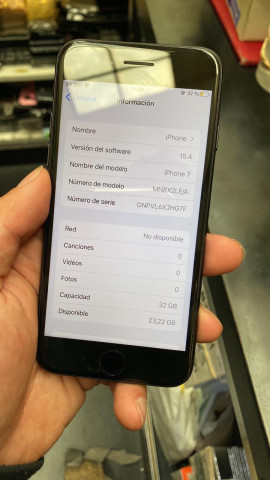 32 %
General
Información
Nombre iPhone
Versión del software 15.4
Nombre del modelo iPhone 7
Número de modelo MN8X2LE/A
Número de serie DNPVL6X2HG7F
Red No disponible
Canciones 0
Videos 0
Fotos 0
Capacidad 32 GB
Disponible 23,22 GB